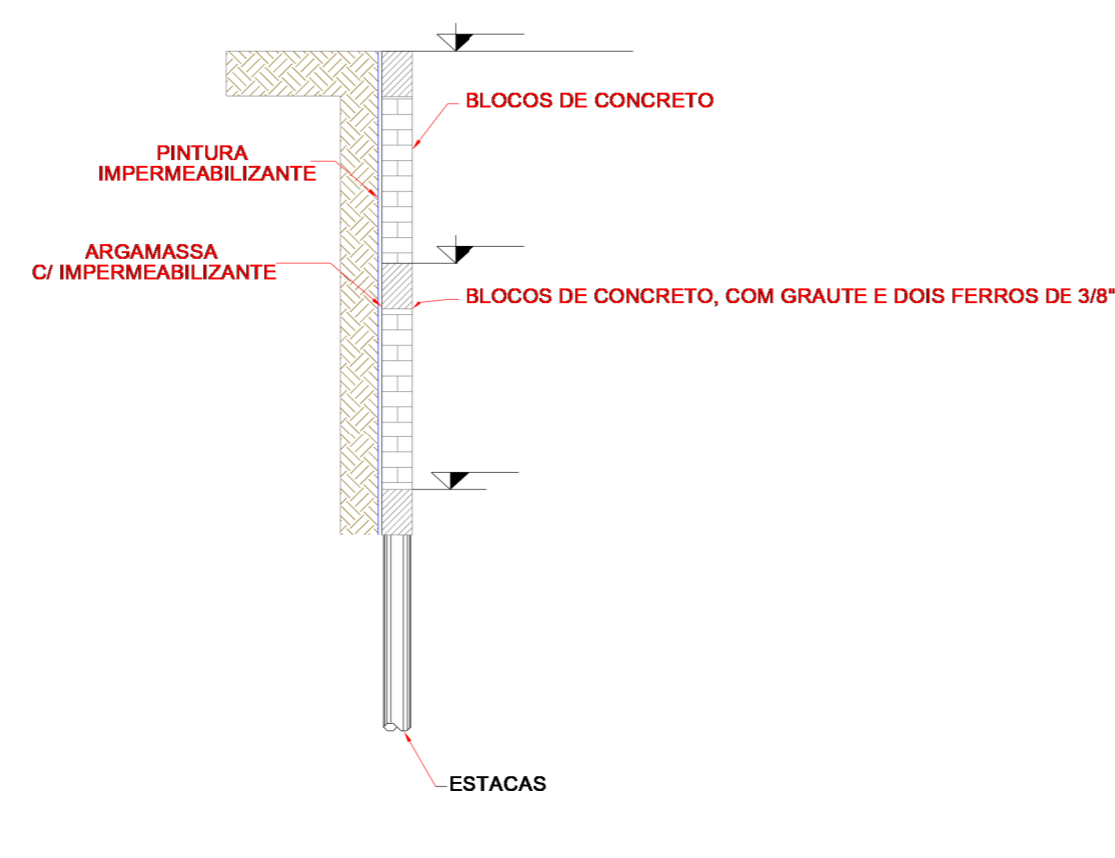 BLOCOS DE CONCRETO
PINTURA
IMPERMEABILIZANTE
ARGAMASSA
C/ IMPERMEABILIZANTE
BLOCOS DE CONCRETO, COM GRAUTE E DOIS FERROS DE 3/8"
ESTACAS